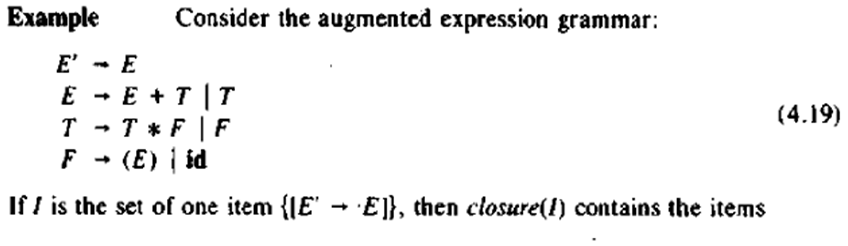 Example Consider the augmented expression grammar:
E' → E
E → E + T | T
T → T * F | F
F → (E) | id
(4.19)
If I is the set of one item {[E' → ·E]}, then closure(I) contains the items